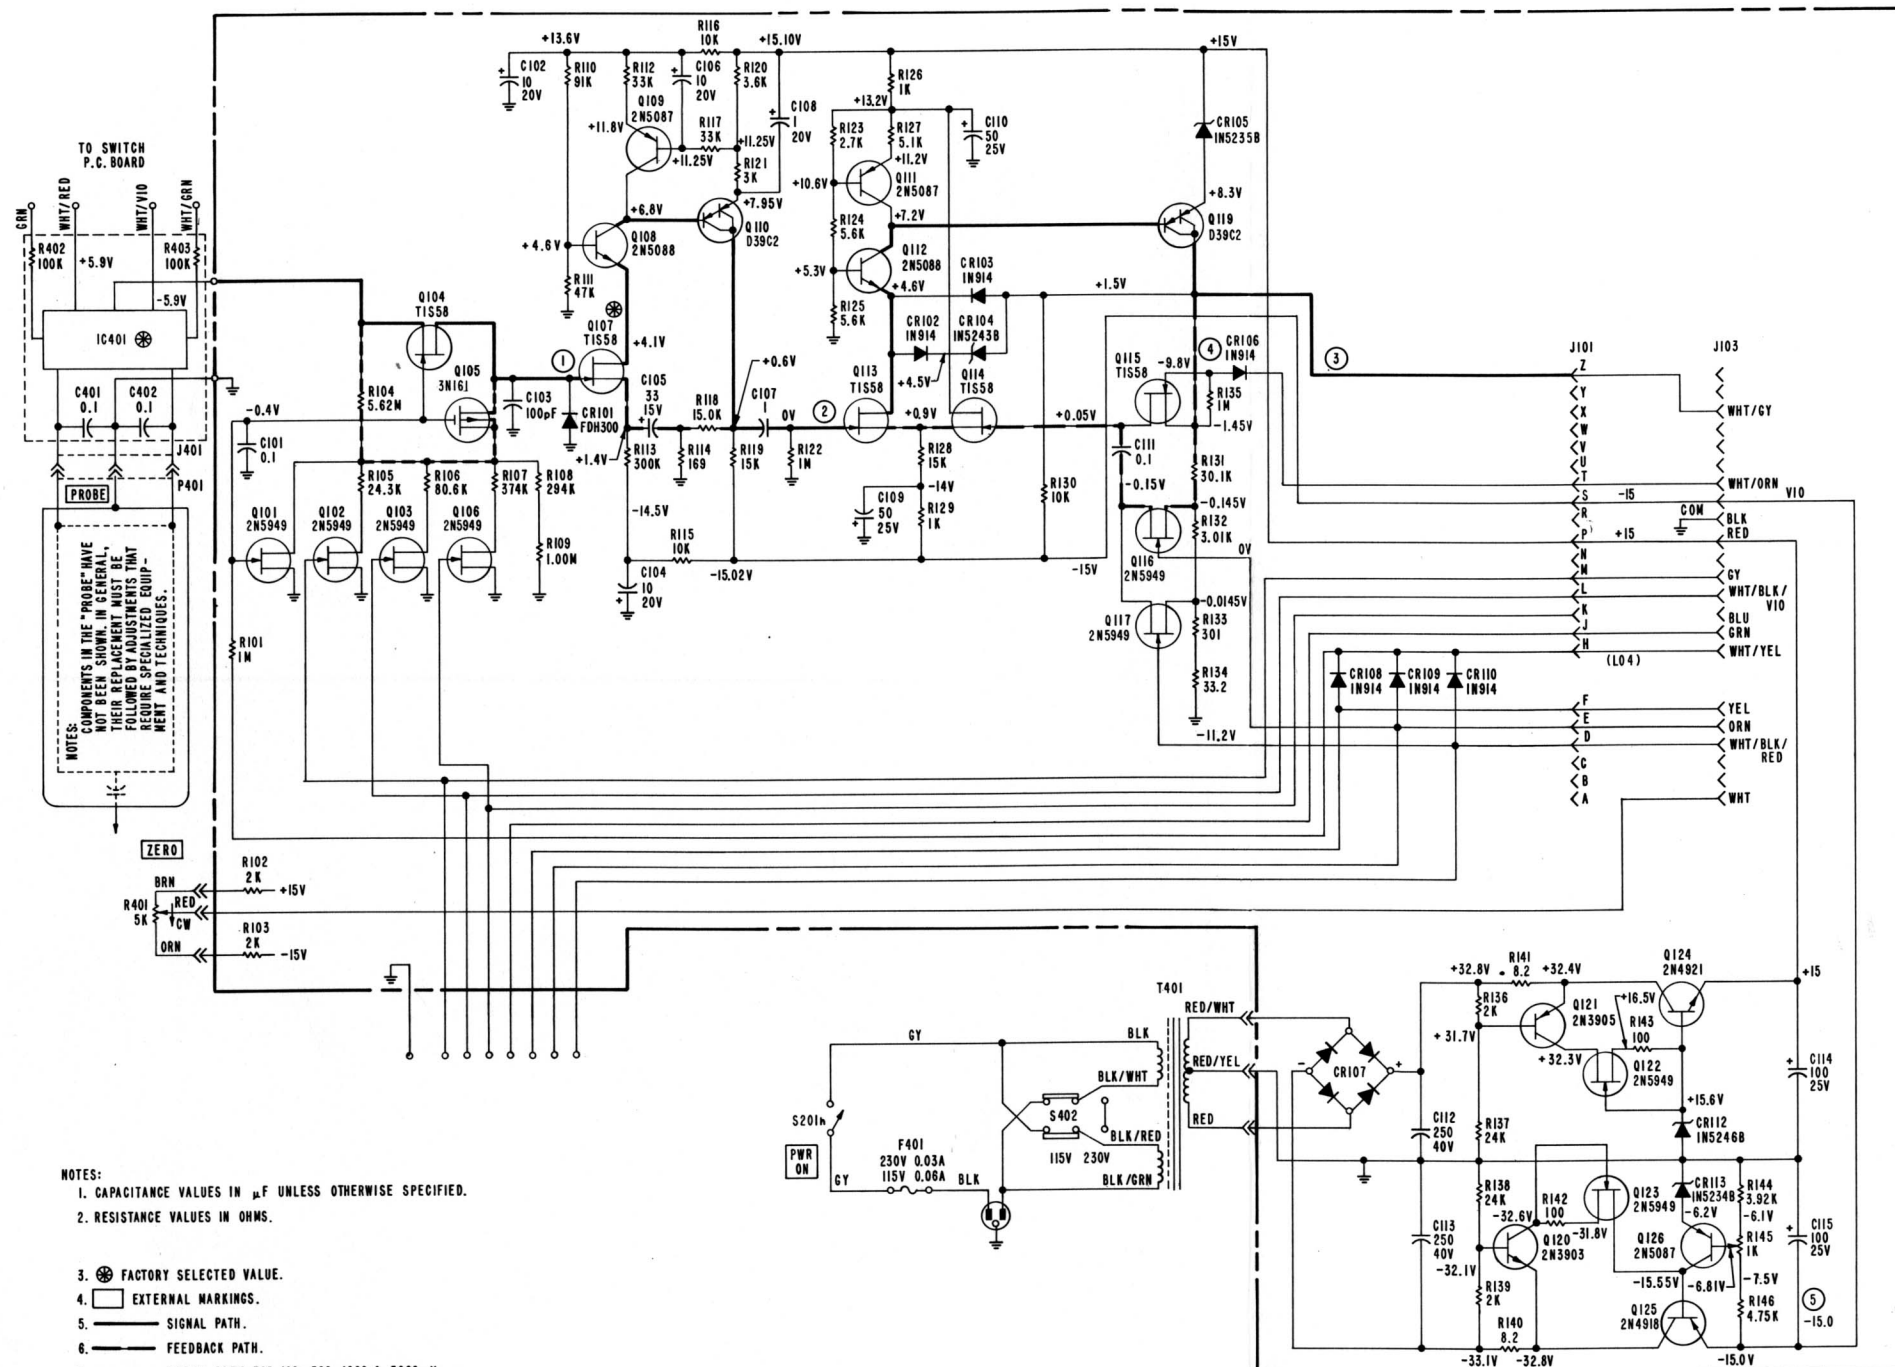 TO SWITCH
P.C. BOARD
GRN
WHT/RED
WHT/VIO
WHT/GRN
R402
100K
+5.9V
R403
100K
-5.9V
IC401
C401
0.1
C402
0.1
J401
P401
PROBE
NOTES:
COMPONENTS IN THE "PROBE" HAVE
NOT BEEN SHOWN. IN GENERAL,
THEIR REPLACEMENT MUST BE
FOLLOWED BY ADJUSTMENTS THAT
REQUIRE SPECIALIZED EQUIP-
MENT AND TECHNIQUES.
ZERO
BRN
R401
5K
RED
CW
ORN
R102
2K
+15V
R103
2K
-15V
+13.6V
R116
10K
+15.10V
+15V
C102
10
20V
R110
91K
R112
33K
C106
10
20V
R120
3.6K
Q109
2N5087
+11.8V
R117
33K
+11.25V
+11.25V
R121
3K
C108
1
20V
+6.8V
+7.95V
Q110
D39C2
+4.6V
Q108
2N5088
R111
47K
Q107
TIS58
+4.1V
Q104
TIS58
Q105
3N161
1
R104
5.62M
-0.4V
C101
0.1
C103
100pF
CR101
FDH300
+1.4V
C105
33
15V
R113
300K
R114
169
R118
15.0K
+0.6V
C107
1
0V
R119
15K
R122
1M
2
R105
24.3K
R106
80.6K
R107
374K
R108
294K
Q101
2N5949
Q102
2N5949
Q103
2N5949
Q106
2N5949
R109
1.00M
R101
1M
-14.5V
R115
10K
C104
10
20V
-15.02V
R126
1K
+13.2V
R123
2.7K
R127
5.1K
C110
50
25V
+11.2V
+10.6V
Q111
2N5087
+7.2V
R124
5.6K
Q112
2N5088
+5.3V
+4.6V
R125
5.6K
CR103
1N914
CR102
1N914
CR104
1N5243B
+4.5V
Q113
TIS58
Q114
TIS58
+0.9V
+0.05V
R128
15K
-14V
C109
50
25V
R129
1K
R130
10K
-15V
CR105
1N5235B
+8.3V
Q119
D39C2
+1.5V
Q115
TIS58
-9.8V
4
CR106
1N914
R135
1M
-1.45V
3
C111
0.1
R131
30.1K
-0.15V
-0.145V
R132
3.01K
Q116
2N5949
0V
-0.0145V
Q117
2N5949
R133
301
R134
33.2
-11.2V
CR108
1N914
CR109
1N914
CR110
1N914
J101
J103
Z
Y
X
W
V
U
T
S
R
P
N
M
L
K
J
H
F
E
D
C
B
A
-15
+15
(L04)
COM
WHT/GY
WHT/ORN
VIO
BLK
RED
GY
WHT/BLK/
VIO
BLU
GRN
WHT/YEL
YEL
ORN
WHT/BLK/
RED
WHT
T401
GY
BLK
BLK/WHT
S402
115V 230V
BLK/RED
BLK/GRN
S201h
PWR
ON
F401
230V 0.03A
115V 0.06A
GY
BLK
RED/WHT
RED/YEL
RED
-
CR107
+
C112
250
40V
C113
250
40V
+32.8V
R141
8.2
+32.4V
Q124
2N4921
+15
R136
2K
+31.7V
Q121
2N3905
+16.5V
R143
100
+32.3V
Q122
2N5949
C114
100
25V
+15.6V
CR112
1N5246B
R137
24K
R138
24K
R142
100
-32.6V
-31.8V
Q123
2N5949
CR113
1N5234B
-6.2V
R144
3.92K
-6.1V
Q120
2N3903
Q126
2N5087
R145
1K
C115
100
25V
-32.1V
R139
2K
-15.55V
-6.81V
-7.5V
R146
4.75K
5
-15.0
Q125
2N4918
R140
8.2
-33.1V
-32.8V
-15.0V
NOTES:
1. CAPACITANCE VALUES IN µF UNLESS OTHERWISE SPECIFIED.
2. RESISTANCE VALUES IN OHMS.
3. FACTORY SELECTED VALUE.
4. EXTERNAL MARKINGS.
5. SIGNAL PATH.
6. FEEDBACK PATH.